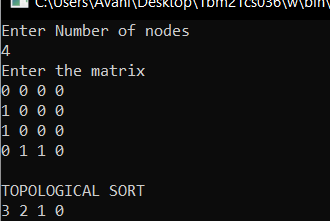 C:\Users\Avani\Desktop\1bm21cs036\w\bin\
Enter Number of nodes
4
Enter the matrix
0 0 0 0
1 0 0 0
1 0 0 0
0 1 1 0
TOPOLOGICAL SORT
3 2 1 0